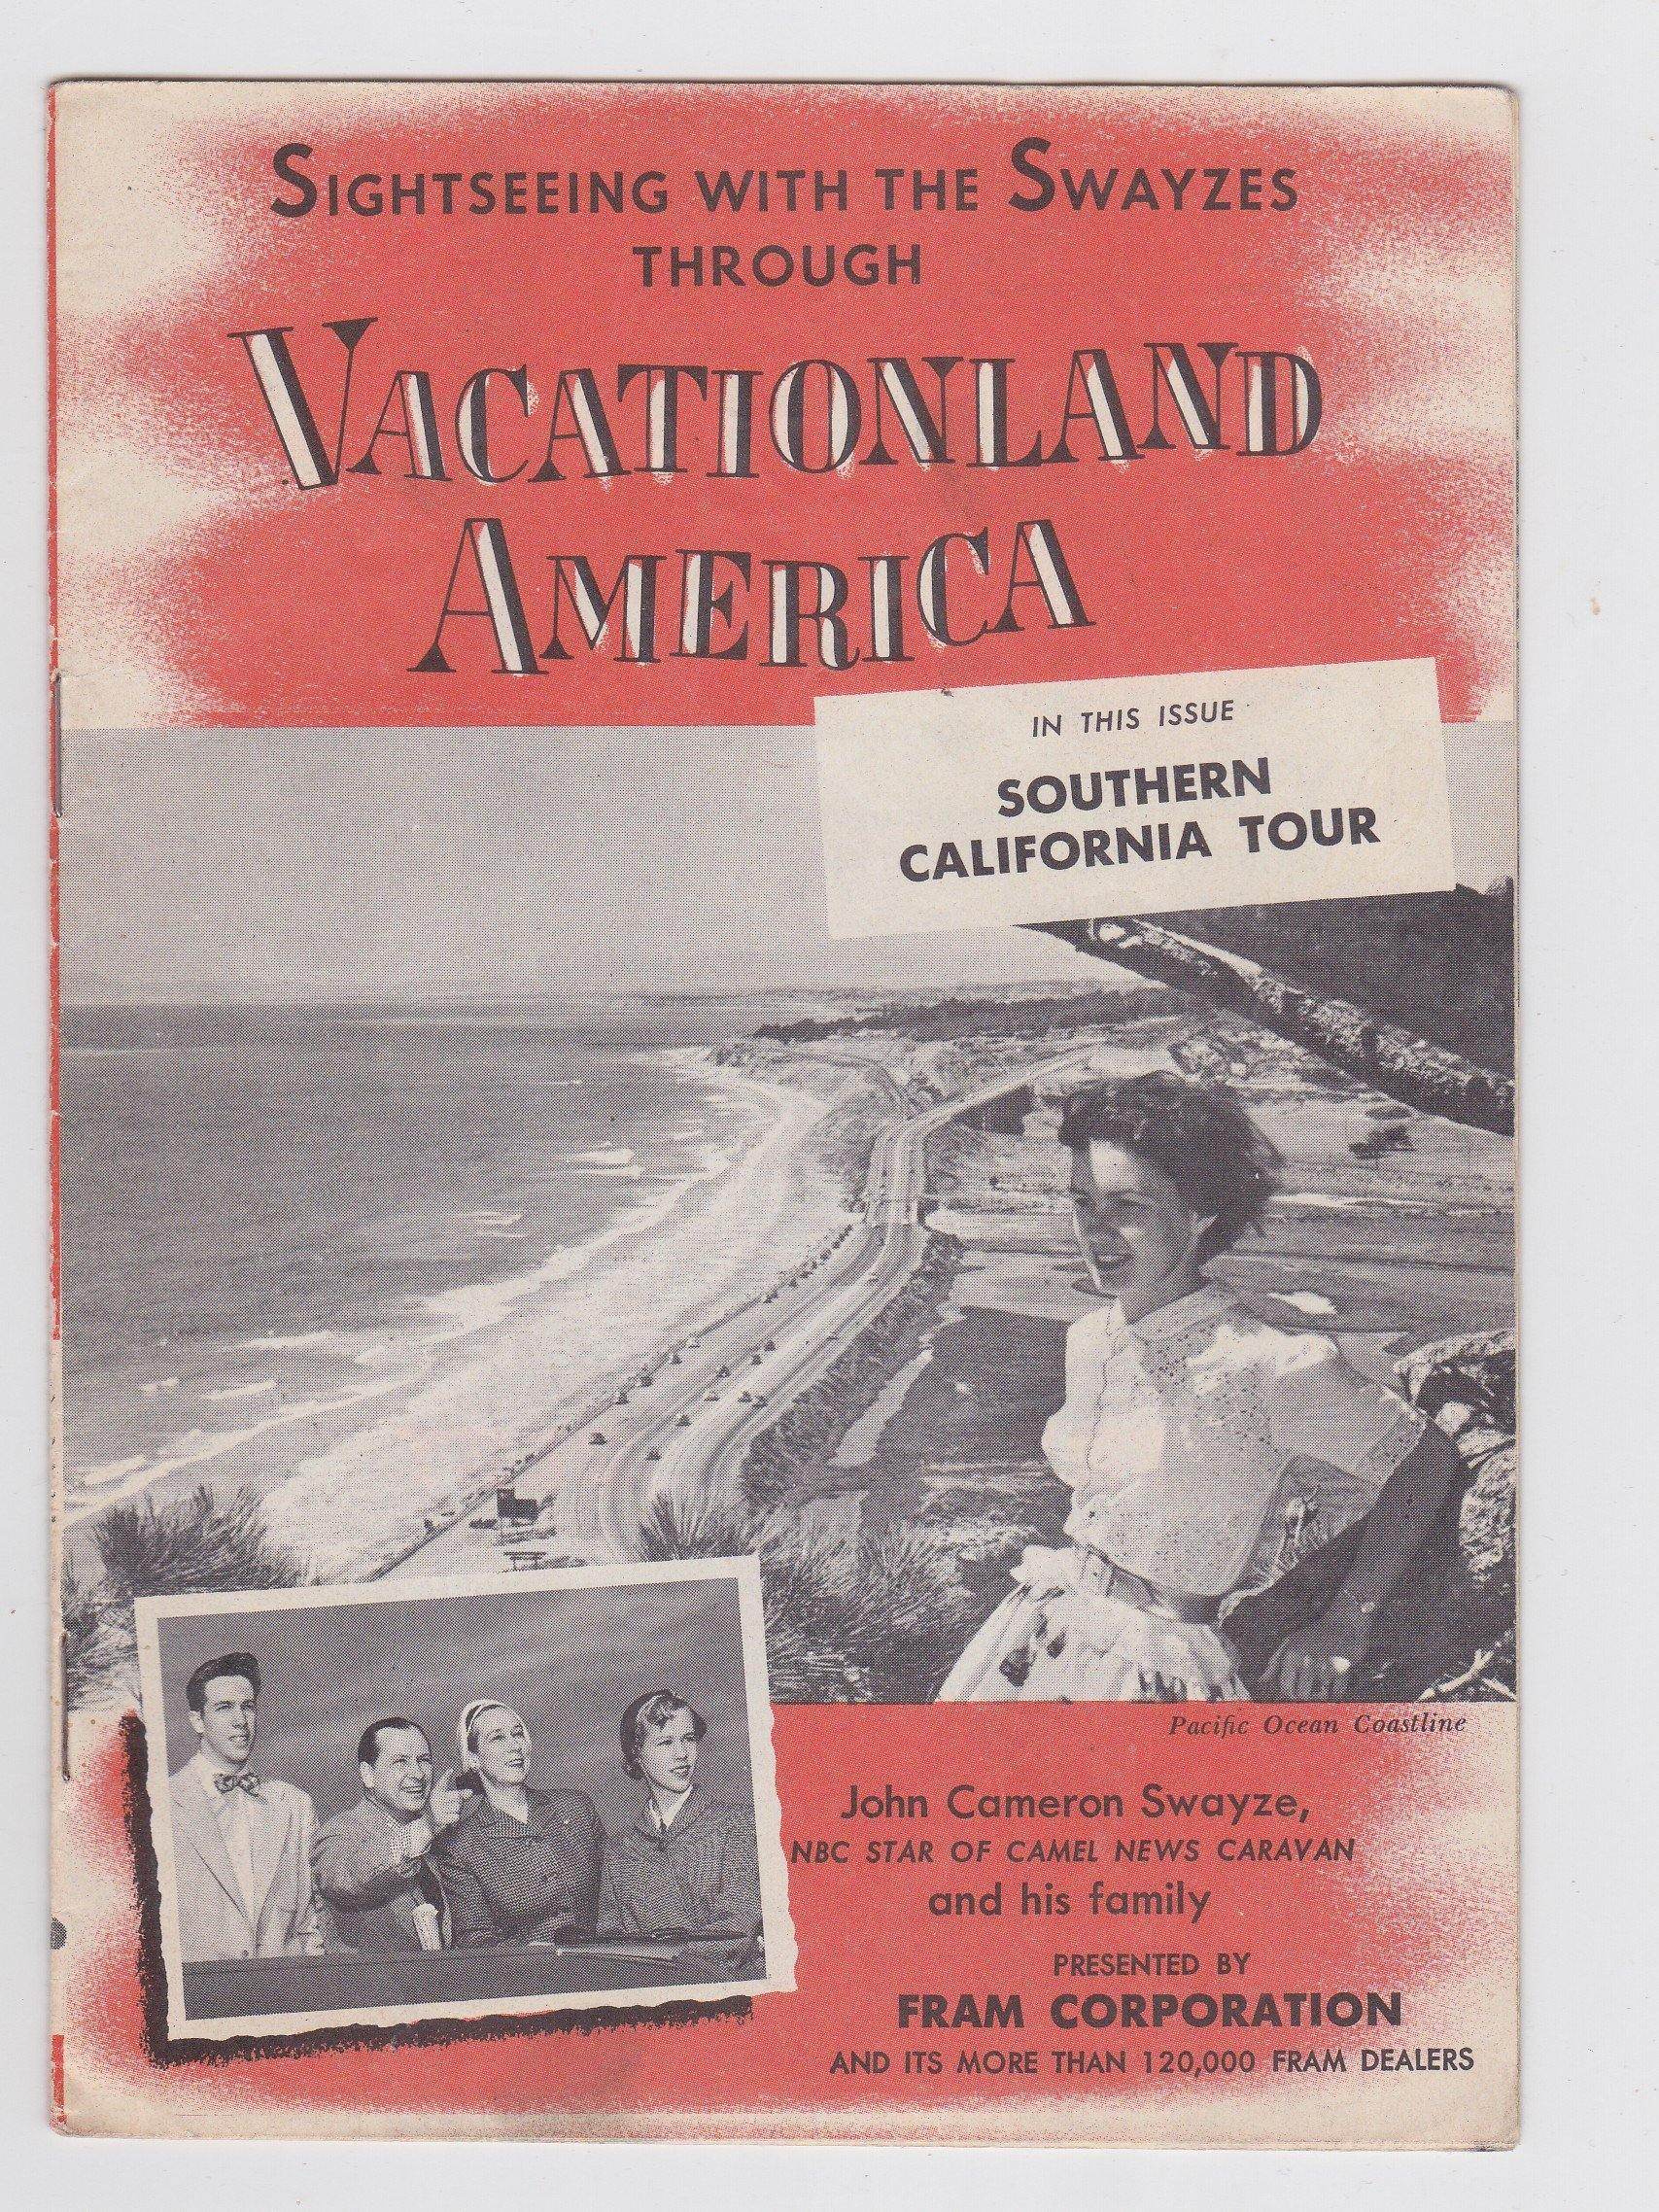 SIGHTSEEING WITH THE SWAYZES
THROUGH
VACATIONLAND
AMERICA
IN THIS ISSUE
SOUTHERN
CALIFORNIA TOUR
Pacific Ocean Coastline
John Cameron Swayze,
NBC STAR OF CAMEL NEWS CARAVAN
and his family
PRESENTED BY
FRAM CORPORATION
AND ITS MORE THAN 120,000 FRAM DEALERS